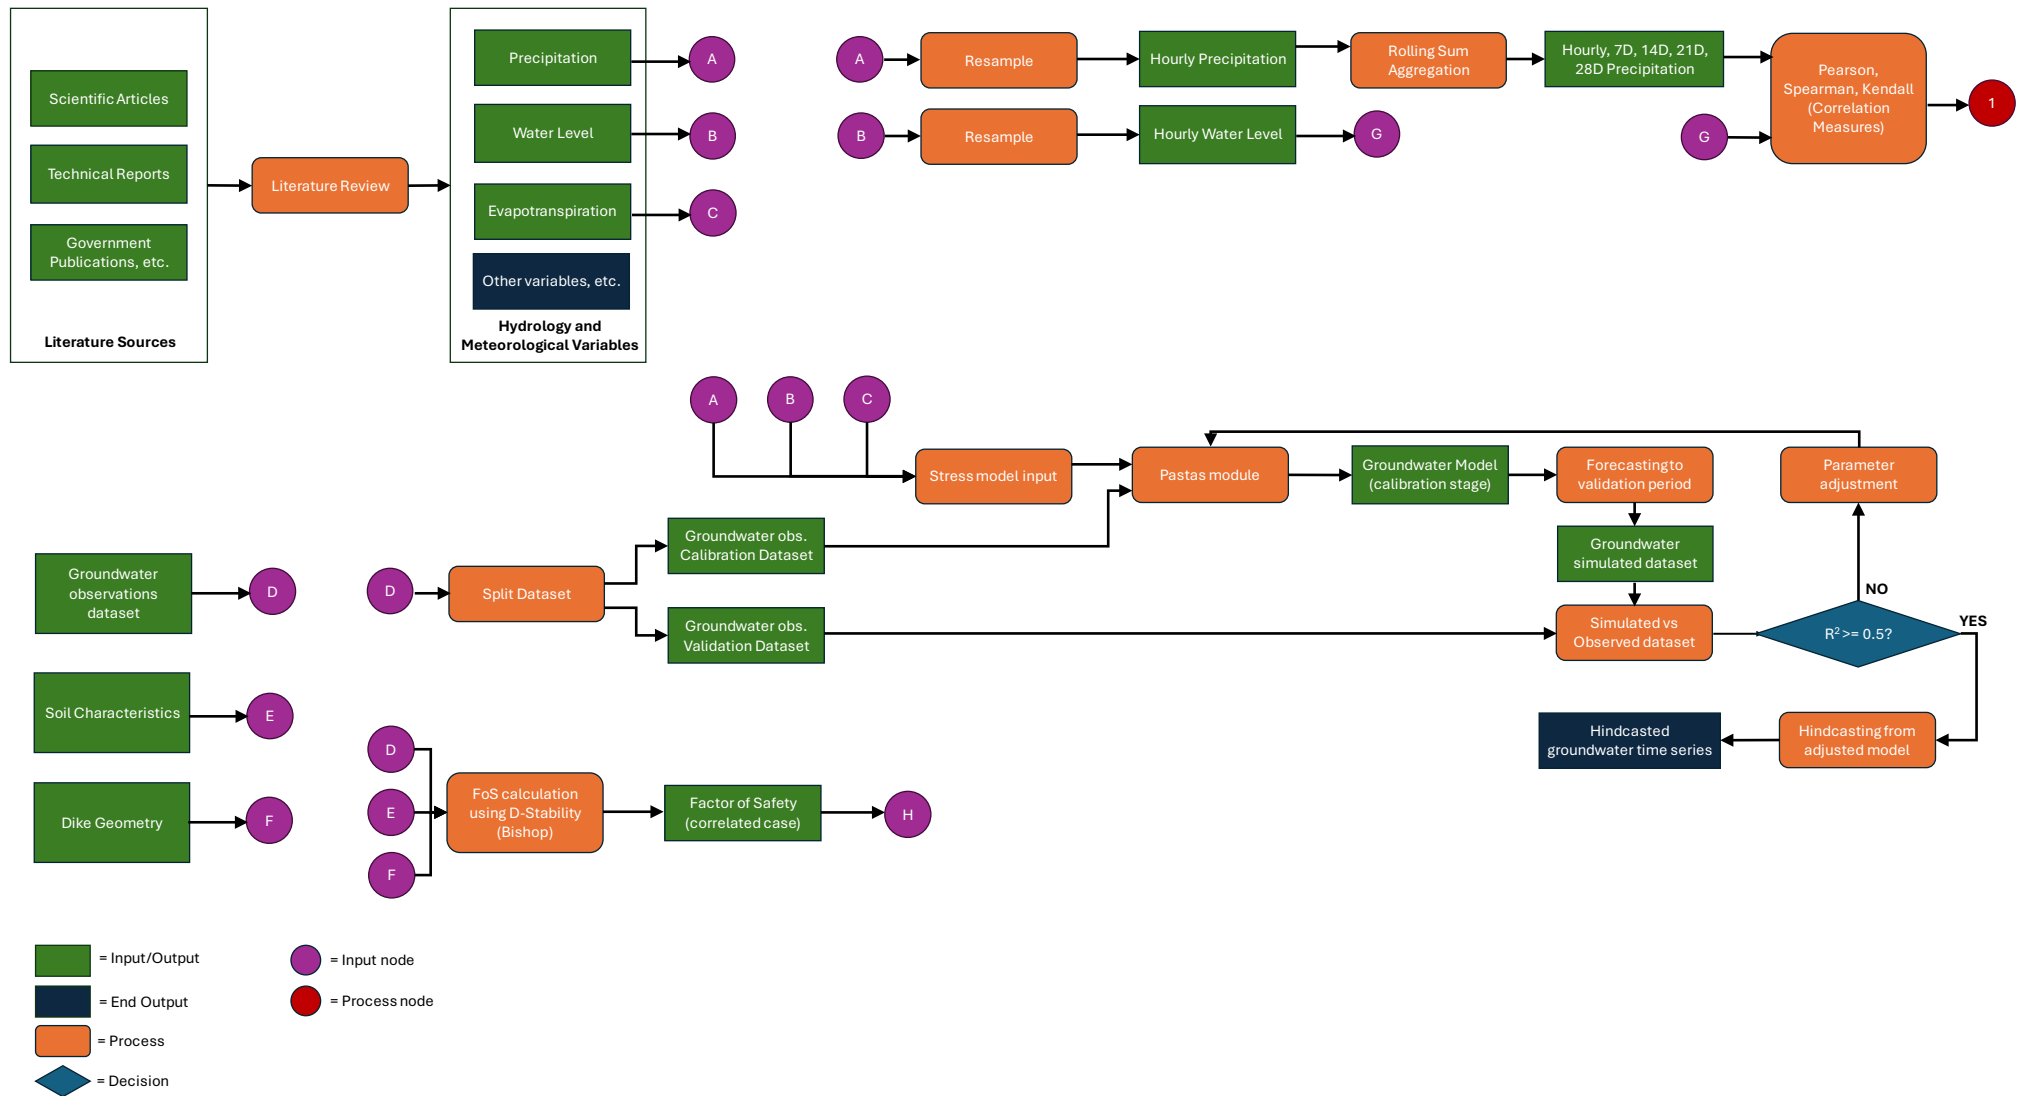 Scientific Articles
Technical Reports
Government
Publications, etc.
Literature Sources
Literature Review
Precipitation
Water Level
Evapotranspiration
Other variables, etc.
Hydrology and
Meteorological Variables
A
B
C
A
Resample
Hourly Precipitation
Rolling Sum
Aggregation
Hourly, 7D, 14D, 21D,
28D Precipitation
B
Resample
Hourly Water Level
G
G
Pearson,
Spearman, Kendall
(Correlation
Measures)
1
A
B
C
Stress model input
Pastas module
Groundwater Model
(calibration stage)
Forecasting to
validation period
Parameter
adjustment
Groundwater
observations
dataset
D
D
Split Dataset
Groundwater obs.
Calibration Dataset
Groundwater obs.
Validation Dataset
Groundwater
simulated dataset
Simulated vs
Observed dataset
R² >= 0.5?
NO
YES
Hindcasting from
adjusted model
Hindcasted
groundwater time series
Soil Characteristics
E
Dike Geometry
F
D
E
F
FoS calculation
using D-Stability
(Bishop)
Factor of Safety
(correlated case)
H
= Input/Output
= End Output
= Process
= Decision
= Input node
= Process node